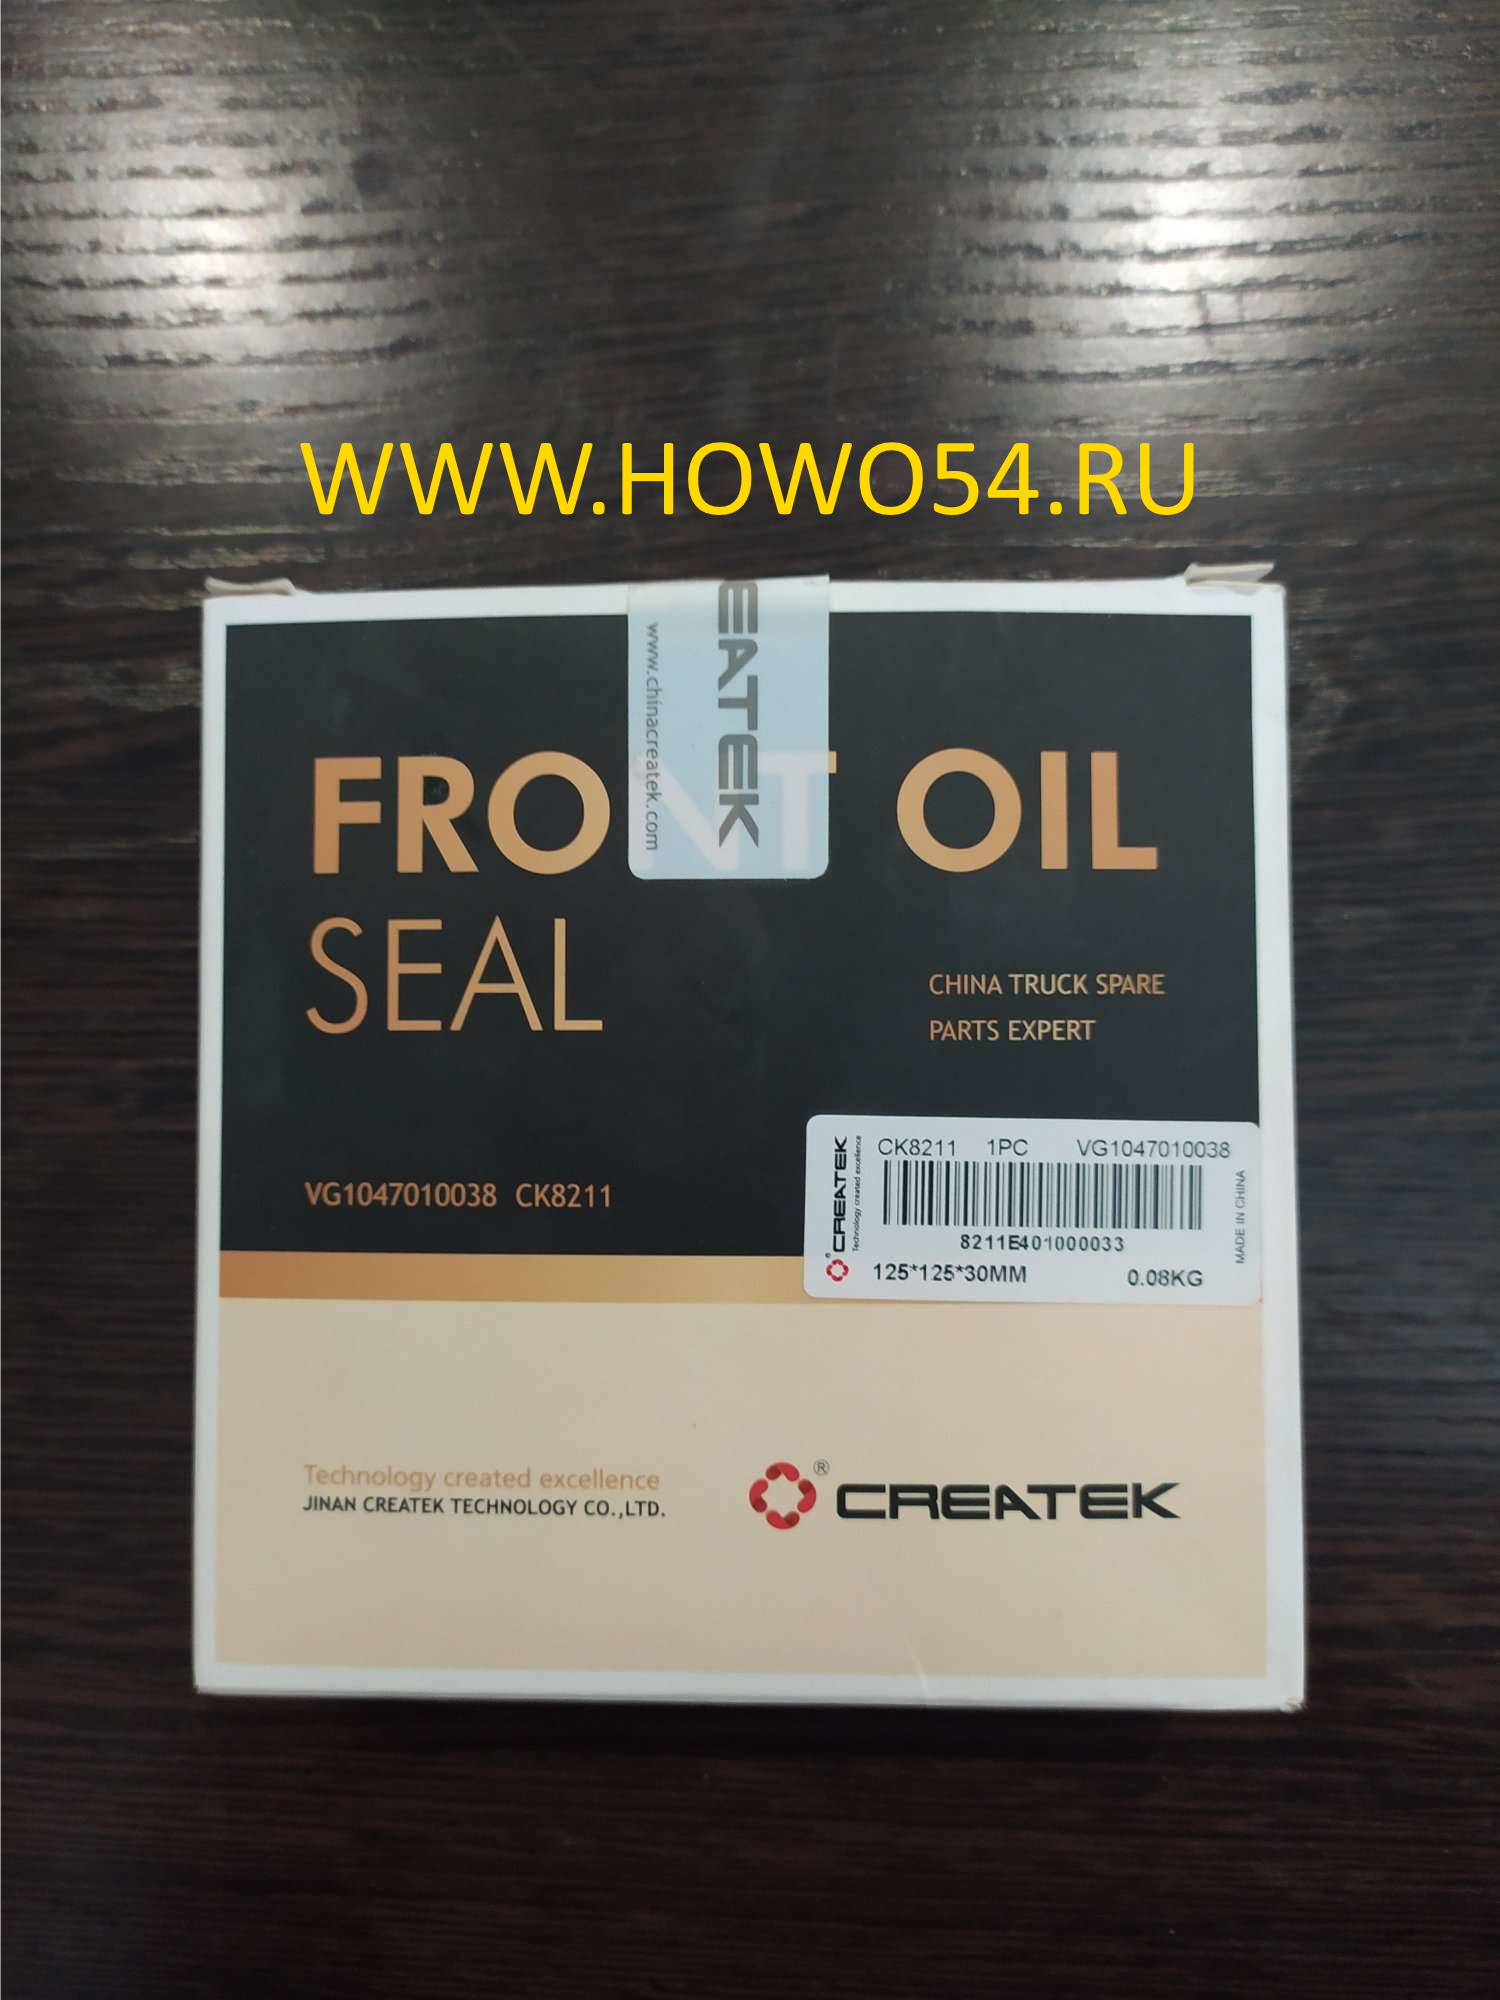 WWW.HOWO54.RU
EATEK
www.chinacreatek.com
FRONT OIL
SEAL
CHINA TRUCK SPARE
PARTS EXPERT
VG1047010038 CK8211
CREATEK
Technology created excellence
CK8211 1PC VG1047010038
8211E401000033
125*125*30MM 0.08KG
MADE IN CHINA
Technology created excellence
JINAN CREATEK TECHNOLOGY CO.,LTD.
® CREATEK